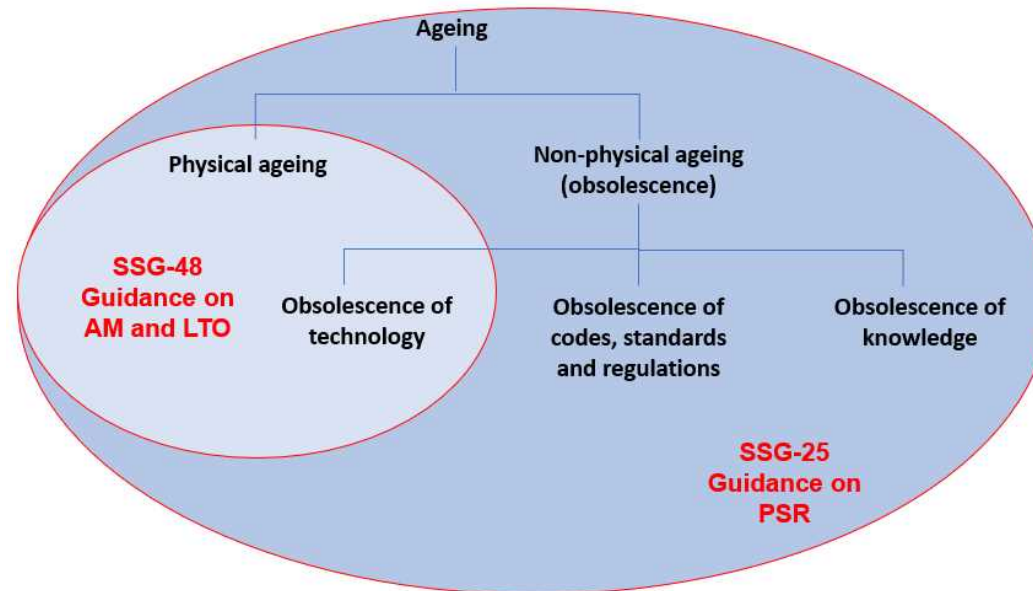 Ageing
Physical ageing
Non-physical ageing
(obsolescence)
SSG-48
Guidance on
AM and LTO
Obsolescence of
technology
Obsolescence of
codes, standards
and regulations
Obsolescence of
knowledge
SSG-25
Guidance on
PSR